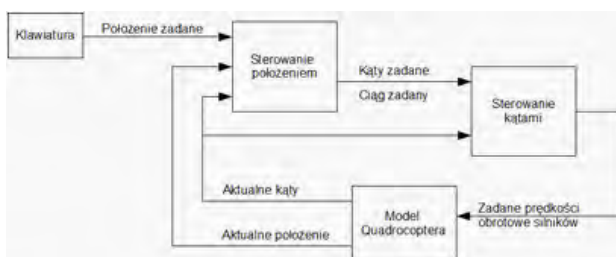 Klawiatura
Położenie zadane
Sterowanie
położeniem
Kąty zadane
Ciąg zadany
Sterowanie
kątami
Aktualne kąty
Aktualne położenie
Model
Quadrocoptera
Zadane prędkości
obrotowe silników